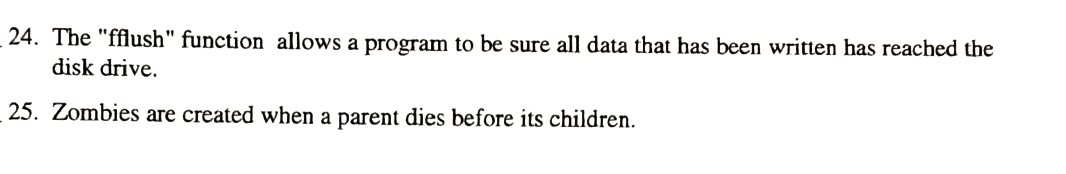 24. The "fflush" function allows a program to be sure all data that has been written has reached the
disk drive.
25. Zombies are created when a parent dies before its children.